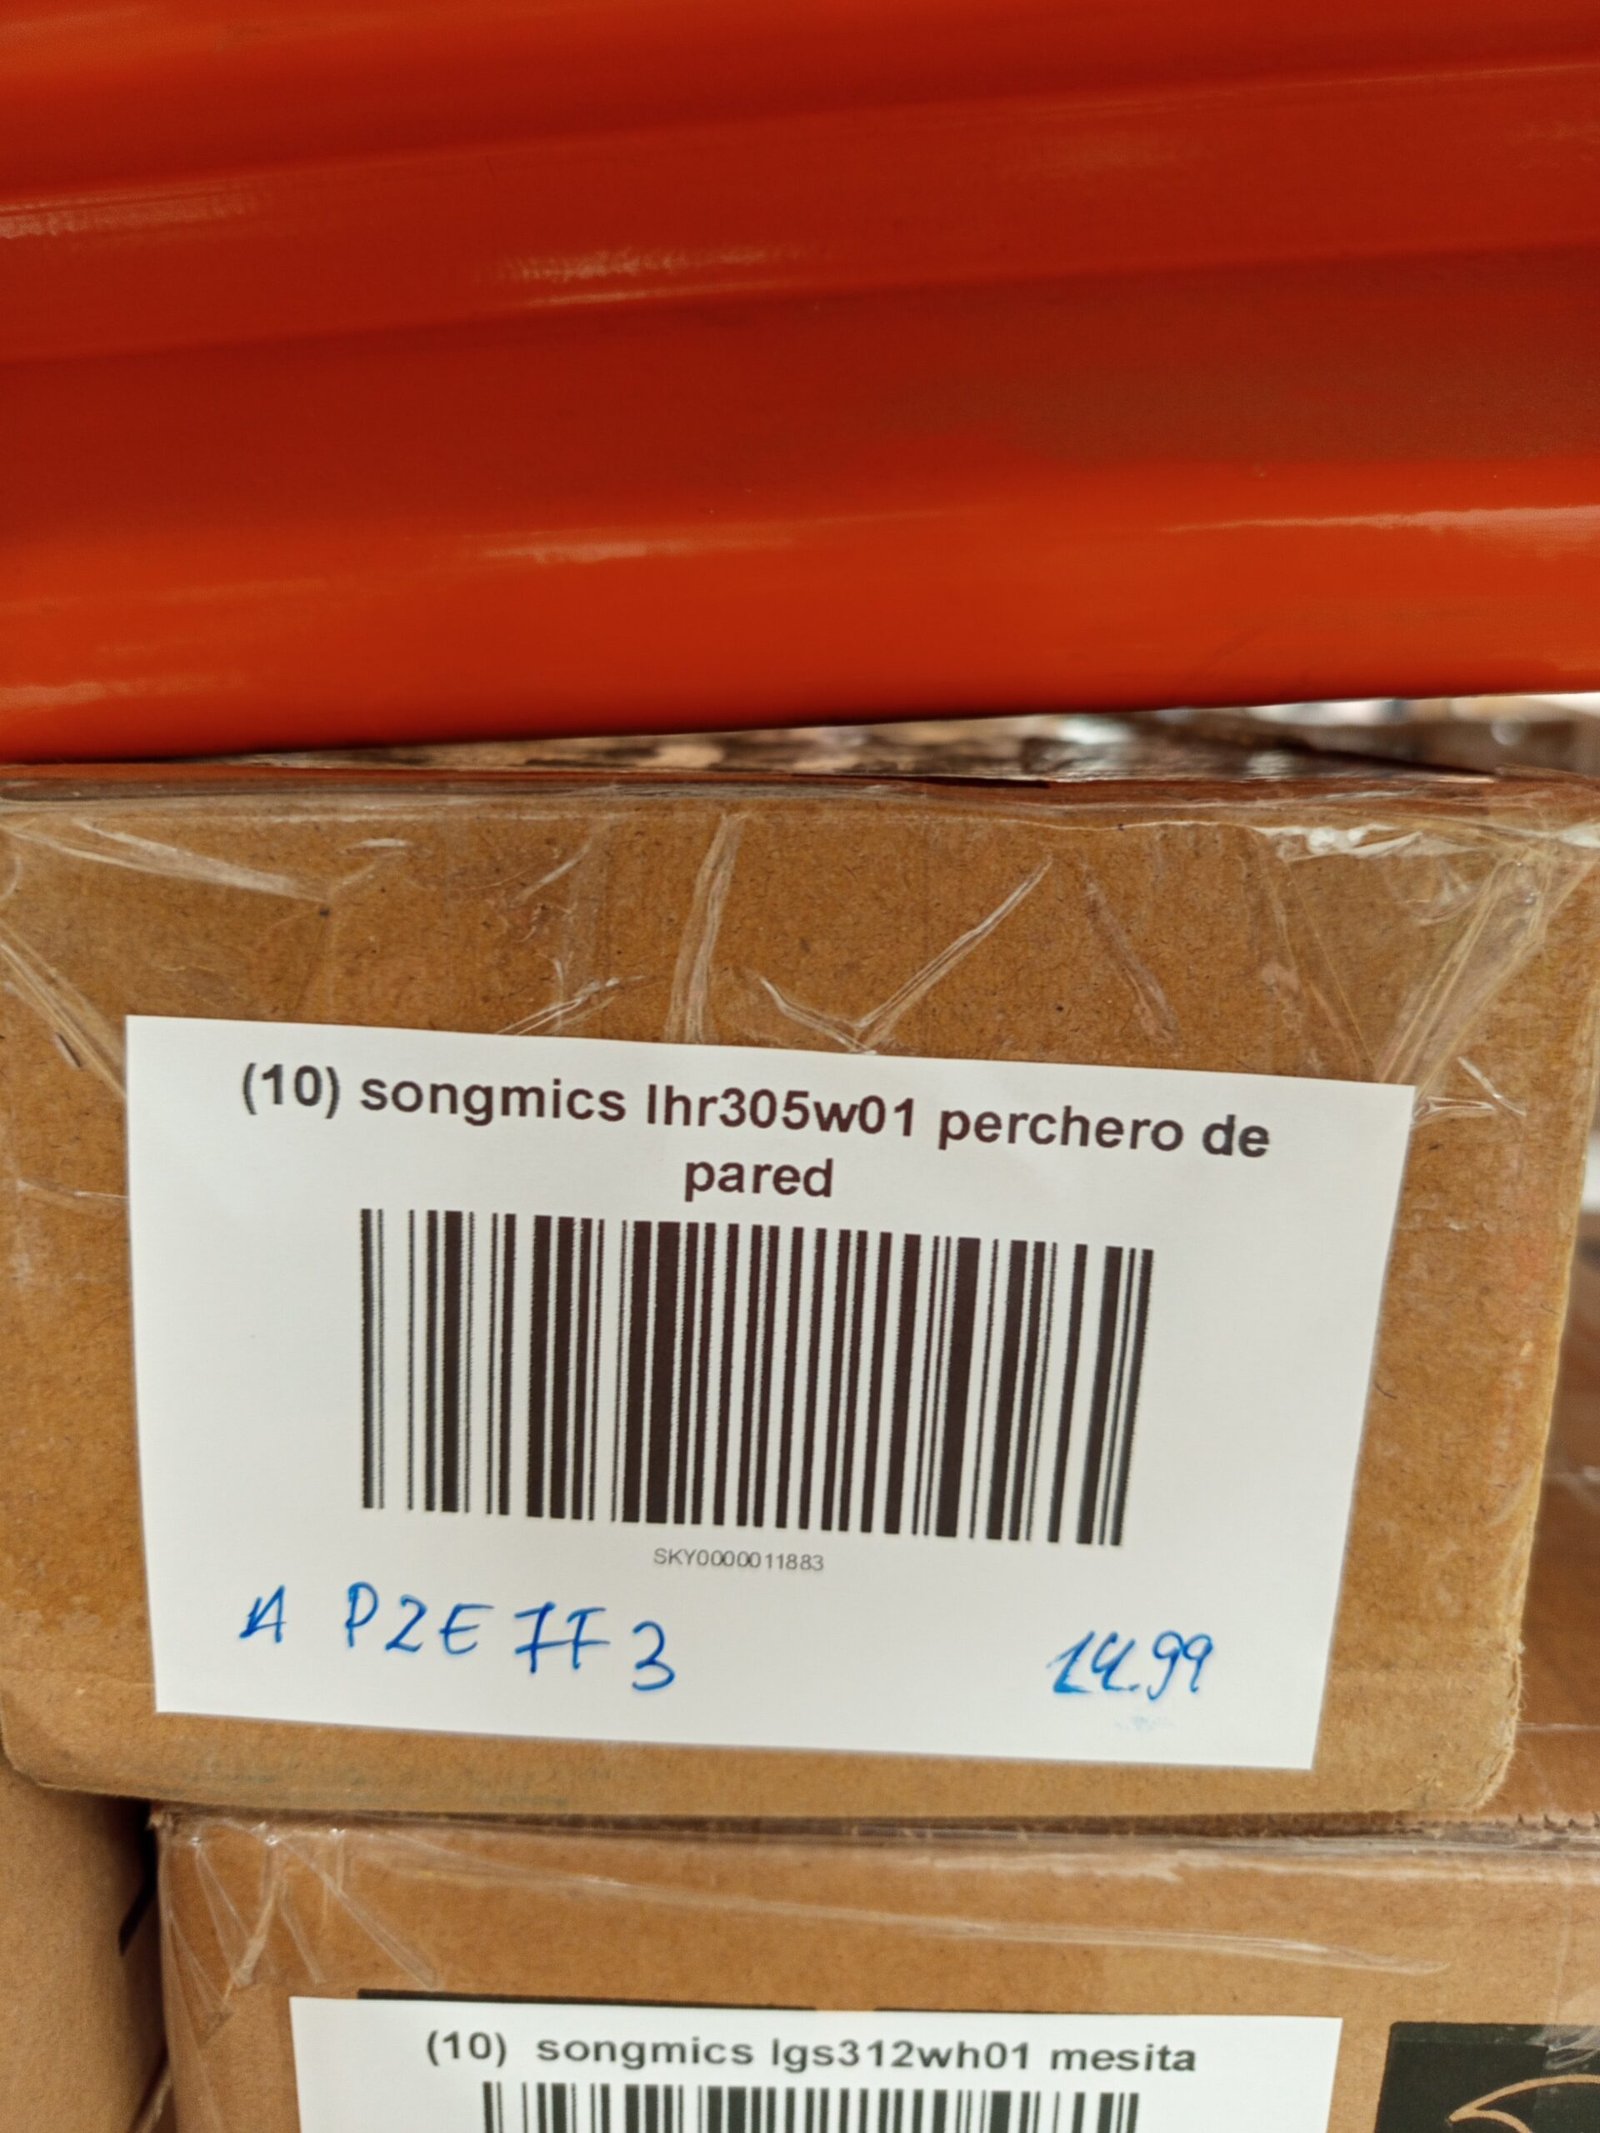 (10) songmics lhr305w01 perchero de
pared
SKY0000011883
A P2E7F3
14.99
(10) songmics lgs312wh01 mesita